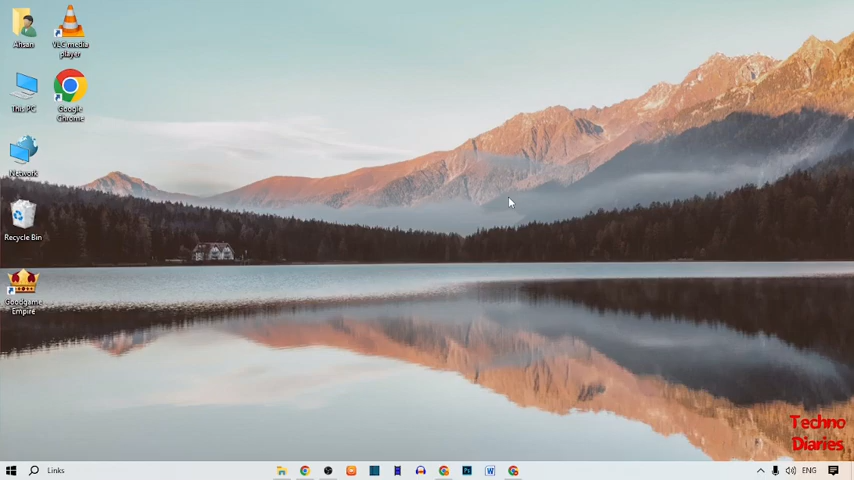 Ahsan
VLC media
player
This PC
Google
Chrome
Network
Recycle Bin
Goodgame
Empire
Techno
Diaries
Links
ENG